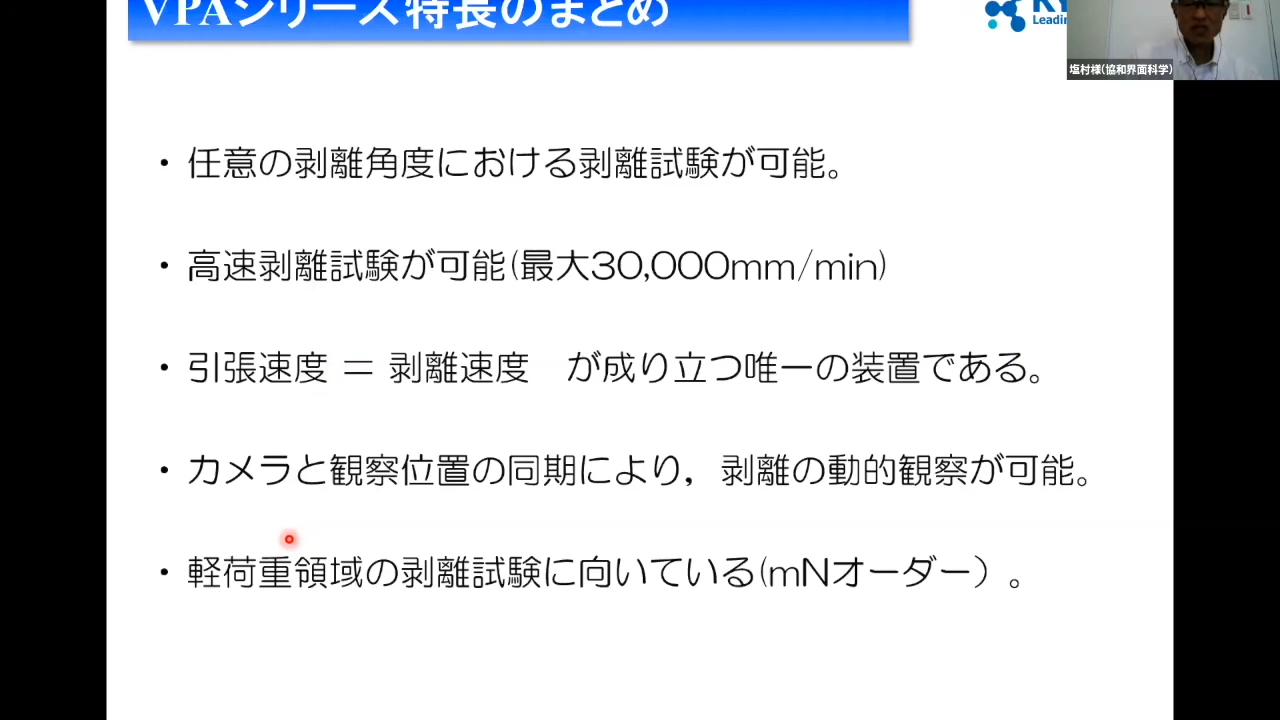 VPAシリーズ特長のまとめ
Leadin
塩村様(協和界面科学)
・任意の剥離角度における剥離試験が可能。
・高速剥離試験が可能(最大30,000mm/min)
・引張速度 = 剥離速度　が成り立つ唯一の装置である。
・カメラと観察位置の同期により，剥離の動的観察が可能。
・軽荷重領域の剥離試験に向いている(mNオーダー）。